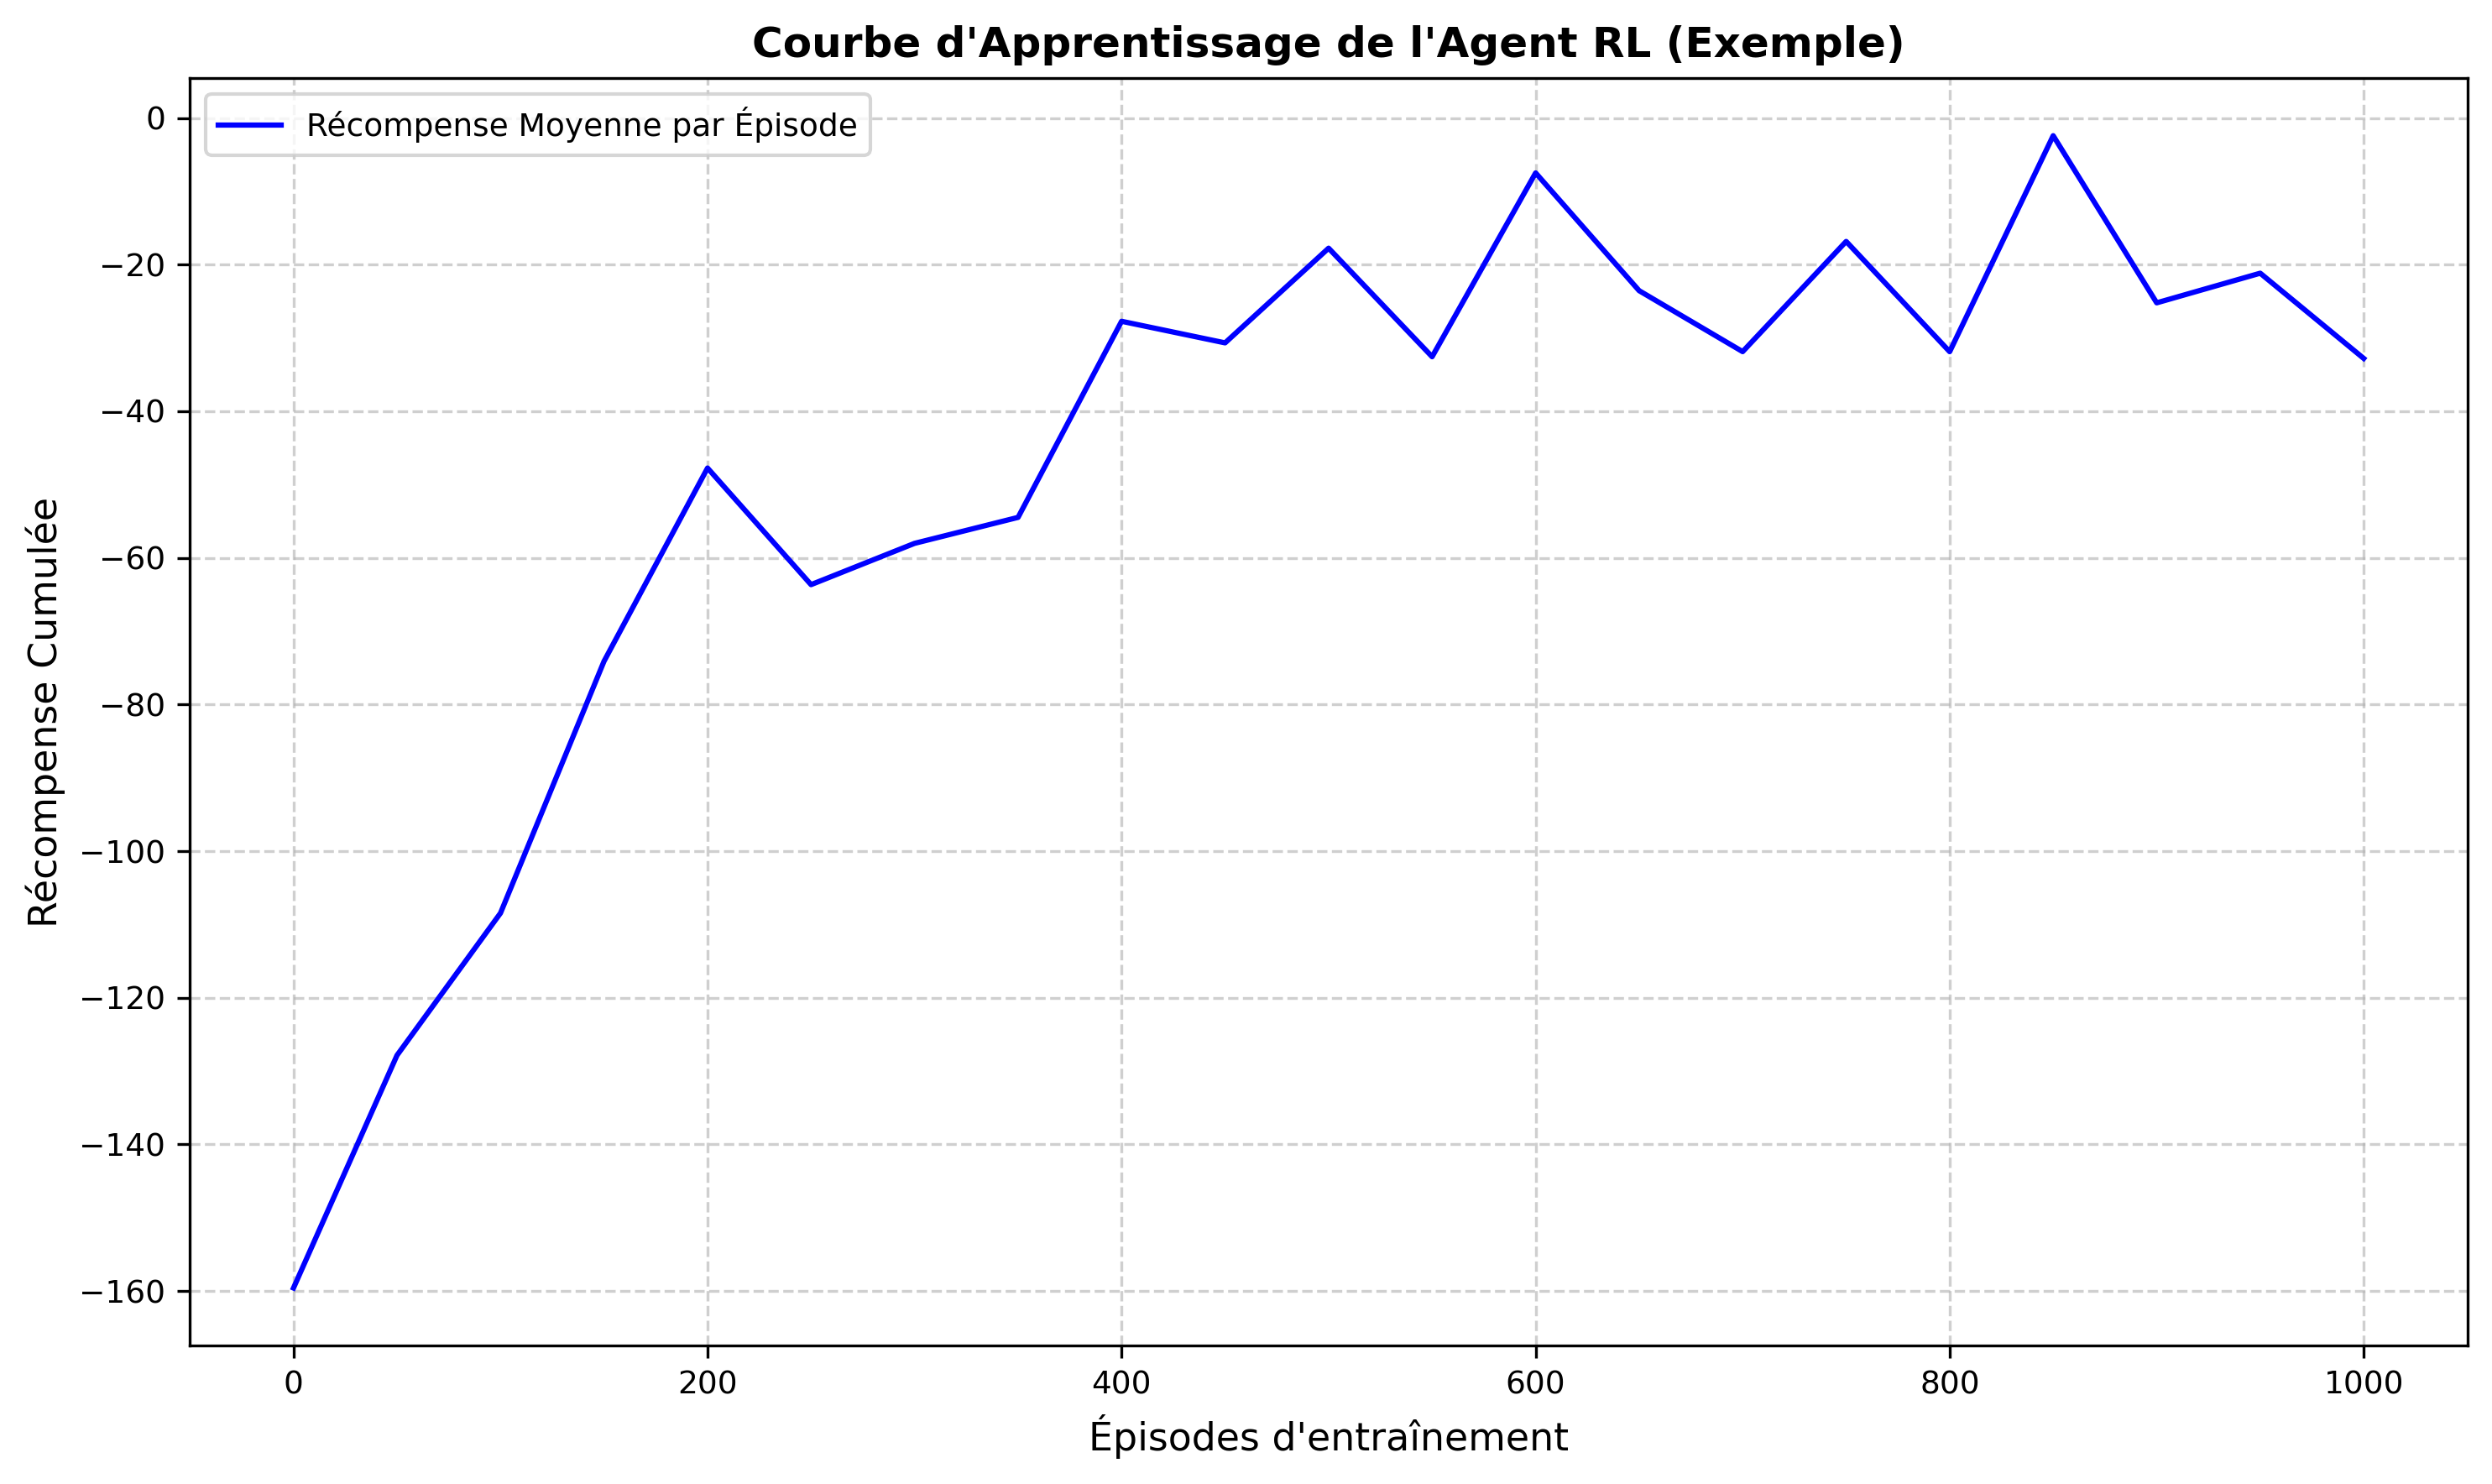 Courbe d'Apprentissage de l'Agent RL (Exemple)
Récompense Moyenne par Épisode
Récompense Cumulée
0
−20
−40
−60
−80
−100
−120
−140
−160
0 200 400 600 800 1000
Épisodes d'entraînement